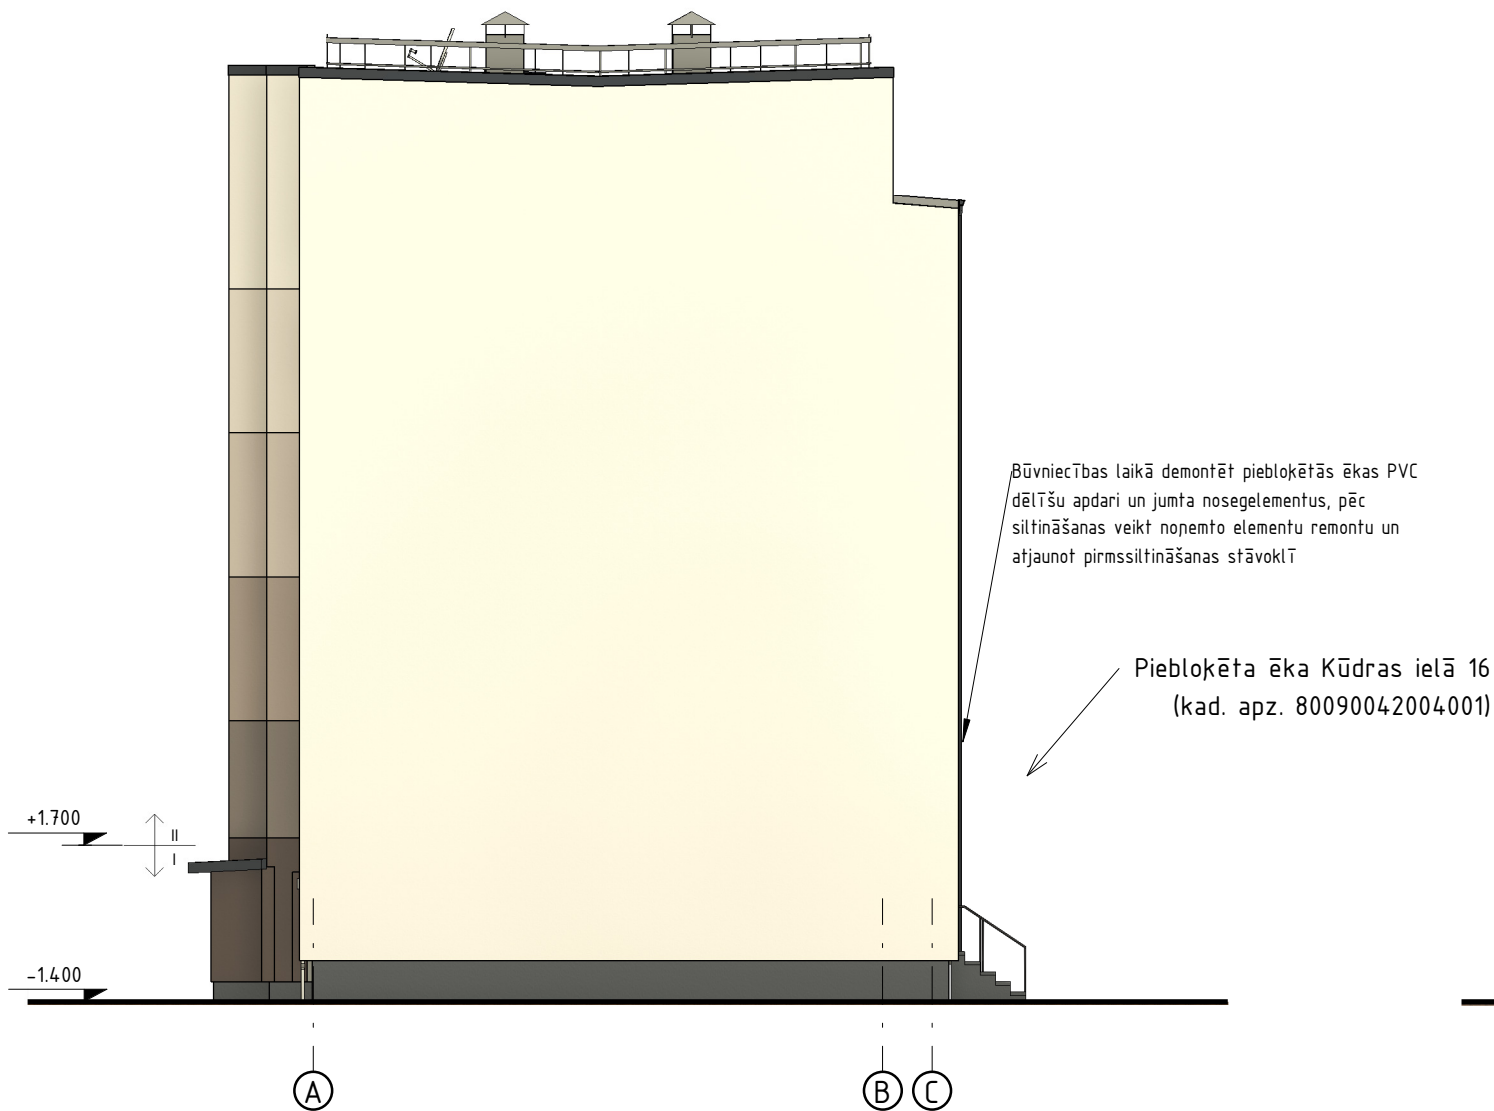 Būvniecības laikā demontēt piebloķētās ēkas PVC
dēlīšu apdari un jumta nosegelementus, pēc
siltināšanas veikt noņemto elementu remontu un
atjaunot pirmssiltināšanas stāvoklī
Piebloķēta ēka Kūdras ielā 16
(kad. apz. 80090042004001)
+1.700
II
I
-1.400
A
B
C